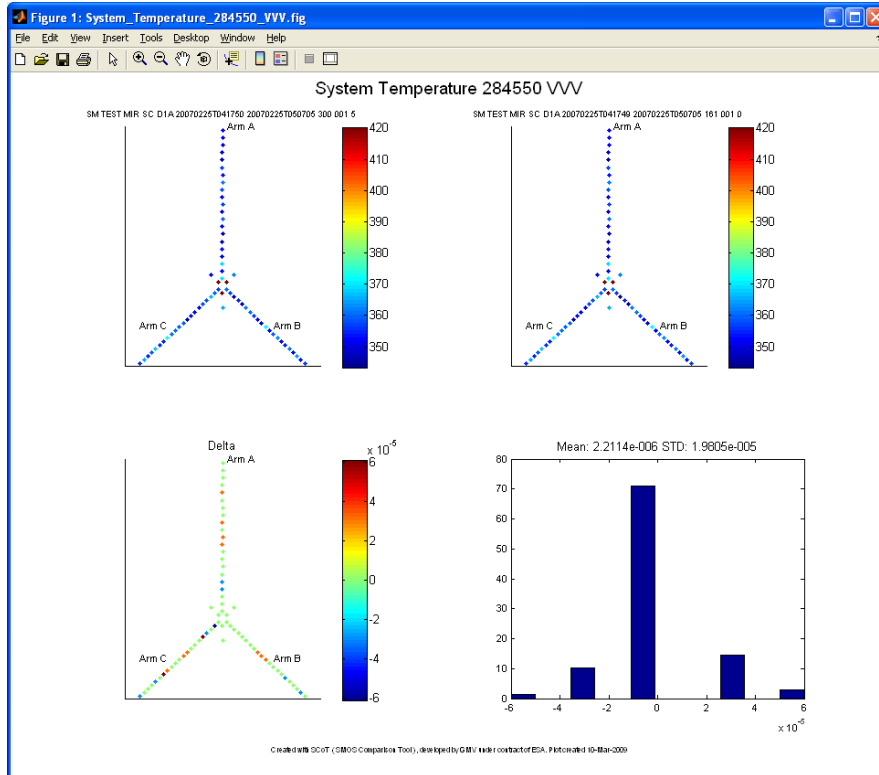 Figure 1: System_Temperature_284550_VVV.fig
File Edit View Insert Tools Desktop Window Help
System Temperature 284550 VVV
SM TEST MIR SC D1A 20070225T041750 20070225T050705 300 001 5
SM TEST MIR SC D1A 20070225T041749 20070225T050705 161 001 0
Arm A
Arm C
Arm B
420
410
400
390
380
370
360
350
Arm A
Arm C
Arm B
420
410
400
390
380
370
360
350
Delta
Arm A
Arm C
Arm B
x 10^-5
6
4
2
0
-2
-4
-6
Mean: 2.2114e-006 STD: 1.9805e-005
80
70
60
50
40
30
20
10
0
-6 -4 -2 0 2 4 6
x 10^-5
Created with SCoT (SMOS Comparison Tool), developed by GMV under contract of ESA. Plot created 10-Mar-2009